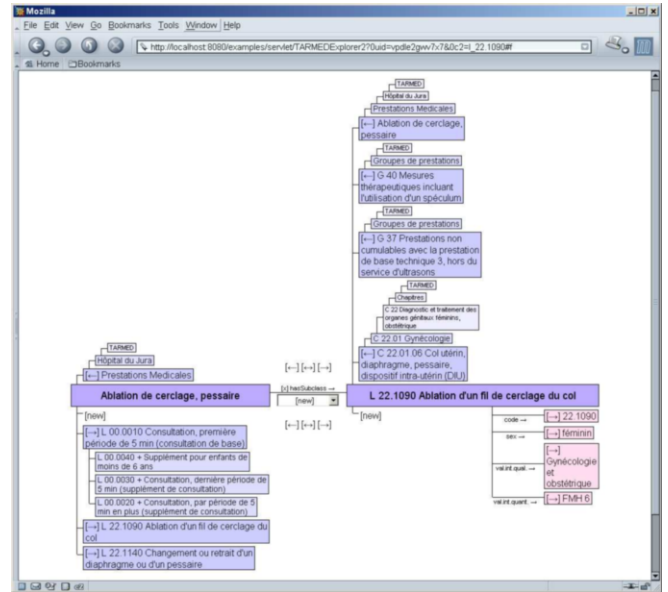 Mozilla
File Edit View Go Bookmarks Tools Window Help
http://localhost:8080/examples/servlet/TARMEDExplorer2?0uid=vpdle2gwv7x7&0c2=l_22.1090#f
Home Bookmarks
TARMED
Hôpital du Jura
Prestations Medicales
[←] Ablation de cerclage,
pessaire
TARMED
Groupes de prestations
[←] G 40 Mesures
thérapeutiques incluant
l'utilisation d'un spéculum
TARMED
Groupes de prestations
[←] G 37 Prestations non
cumulables avec la prestation
de base technique 3, hors du
service d'ultrasons
TARMED
Chapitres
C 22 Diagnostic et traitement des
organes génitaux féminins,
obstétrique
C 22.01 Gynécologie
[←] C 22.01.06 Col utérin,
diaphragme, pessaire,
dispositif intra-utérin (DIU)
TARMED
Hôpital du Jura
[←] Prestations Medicales
Ablation de cerclage, pessaire
[←] [↔] [→]
[x] hasSubclass →
[new]
[←] [↔] [→]
L 22.1090 Ablation d'un fil de cerclage du col
[new]
[→] L 00.0010 Consultation, première
période de 5 min (consultation de base)
L 00.0040 + Supplément pour enfants de
moins de 6 ans
L 00.0030 + Consultation, dernière période de
5 min (supplément de consultation)
L 00.0020 + Consultation, par période de 5
min en plus (supplément de consultation)
[→] L 22.1090 Ablation d'un fil de cerclage du
col
[→] L 22.1140 Changement ou retrait d'un
diaphragme ou d'un pessaire
[new]
code → [→] 22.1090
sex → [→] féminin
val.int.qual. → [→]
Gynécologie
et
obstétrique
val.int.quant. → [→] FMH 6